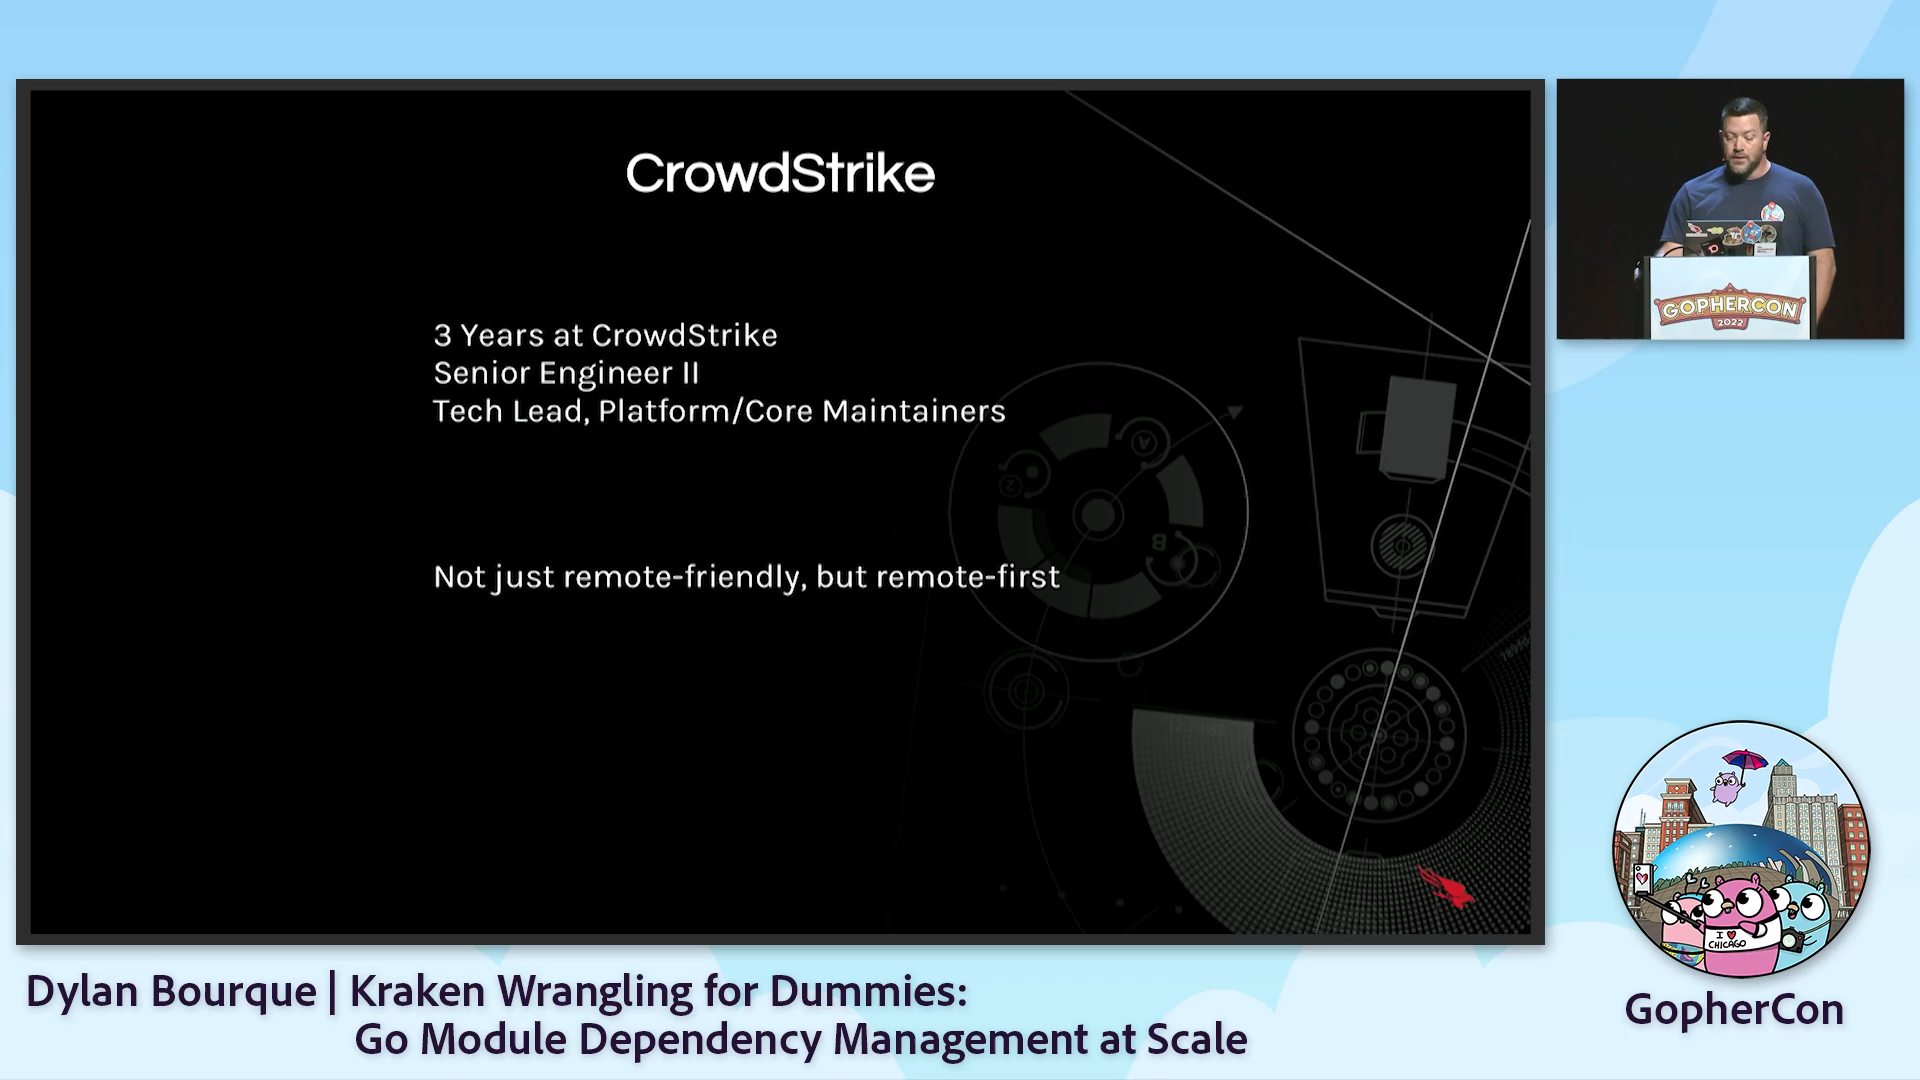 CrowdStrike
3 Years at CrowdStrike
Senior Engineer II
Tech Lead, Platform/Core Maintainers
Not just remote-friendly, but remote-first
GOPHERCON
2022
I ♥
CHICAGO
GopherCon
Dylan Bourque | Kraken Wrangling for Dummies:
Go Module Dependency Management at Scale